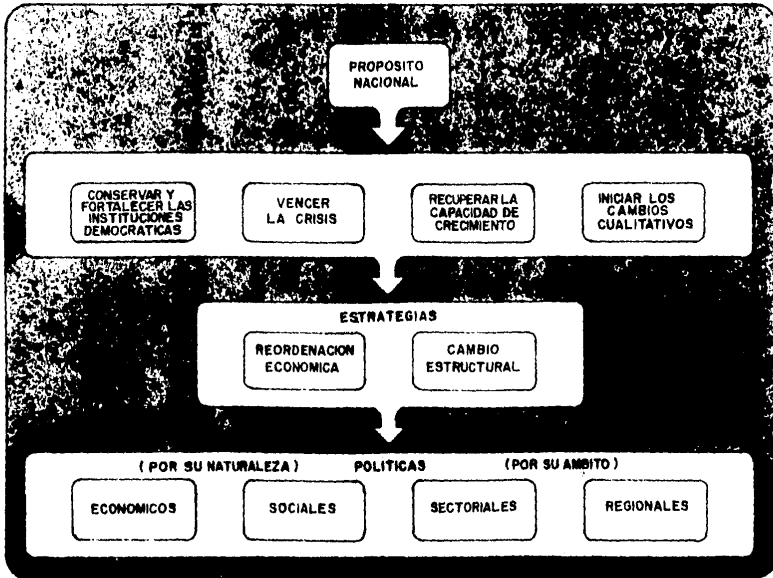 PROPOSITO
NACIONAL
CONSERVAR Y
FORTALECER LAS
INSTITUCIONES
DEMOCRATICAS
VENCER
LA CRISIS
RECUPERAR LA
CAPACIDAD DE
CRECIMIENTO
INICIAR LOS
CAMBIOS
CUALITATIVOS
ESTRATEGIAS
REORDENACION
ECONOMICA
CAMBIO
ESTRUCTURAL
(POR SU NATURALEZA) POLITICAS (POR SU AMBITO)
ECONOMICOS
SOCIALES
SECTORIALES
REGIONALES